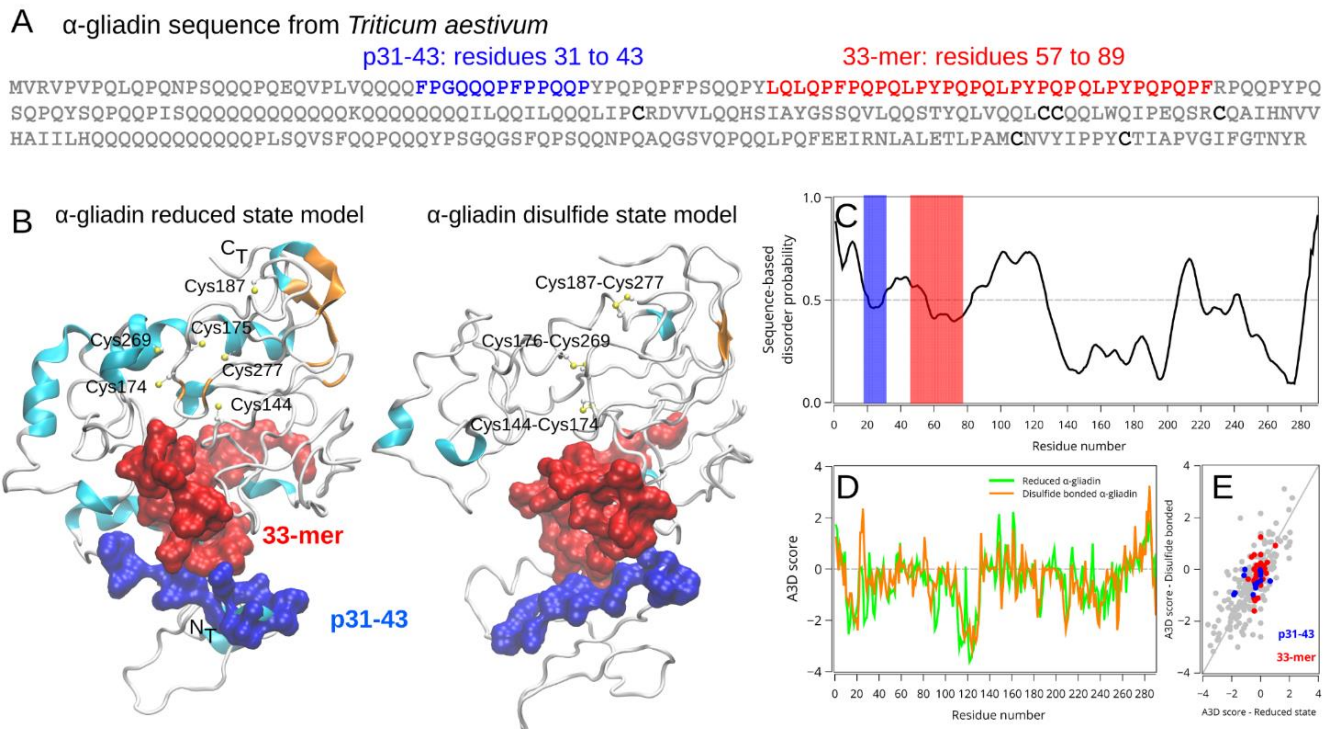 A α-gliadin sequence from Triticum aestivum
p31-43: residues 31 to 43
33-mer: residues 57 to 89
MVRVPVPQLQPQNPSQQQPQEQVPLVQQQQFPGQQQPFPPQQPYPQPQPFPSQQPYLQLQPFPQPQLPYPQPQLPYPQPQLPYPQPQPFRPQQPYPQ
SQPQYSQPQQPISQQQQQQQQQQQQKQQQQQQQQILQQILQQQLIPCRDVVLQQHSIAYGSSQVLQQSTYQLVQQLCCQQLWQIPEQSRCQAIHNVV
HAIILHQQQQQQQQQQQPLSQVSFQQPQQQYPSGQGSFQPSQQNPQAQGSVQPQQLPQFEEIRNLALETLPAMCNVYIPPYCTIAPVGIFGTNYR
B α-gliadin reduced state model
α-gliadin disulfide state model
CT
Cys187
Cys175
Cys269
Cys277
Cys174
Cys144
33-mer
p31-43
NT
Cys187-Cys277
Cys176-Cys269
Cys144-Cys174
C
Sequence-based
disorder probability
1.0
0.5
0.0
0 20 40 60 80 100 120 140 160 180 200 220 240 260 280
Residue number
D
Reduced α-gliadin
Disulfide bonded α-gliadin
A3D score
4
2
0
−2
−4
0 20 40 60 80 100 120 140 160 180 200 220 240 260 280
Residue number
E
A3D score - Disulfide bonded
4
2
0
−2
−4
p31-43
33-mer
−4 −2 0 2 4
A3D score - Reduced state